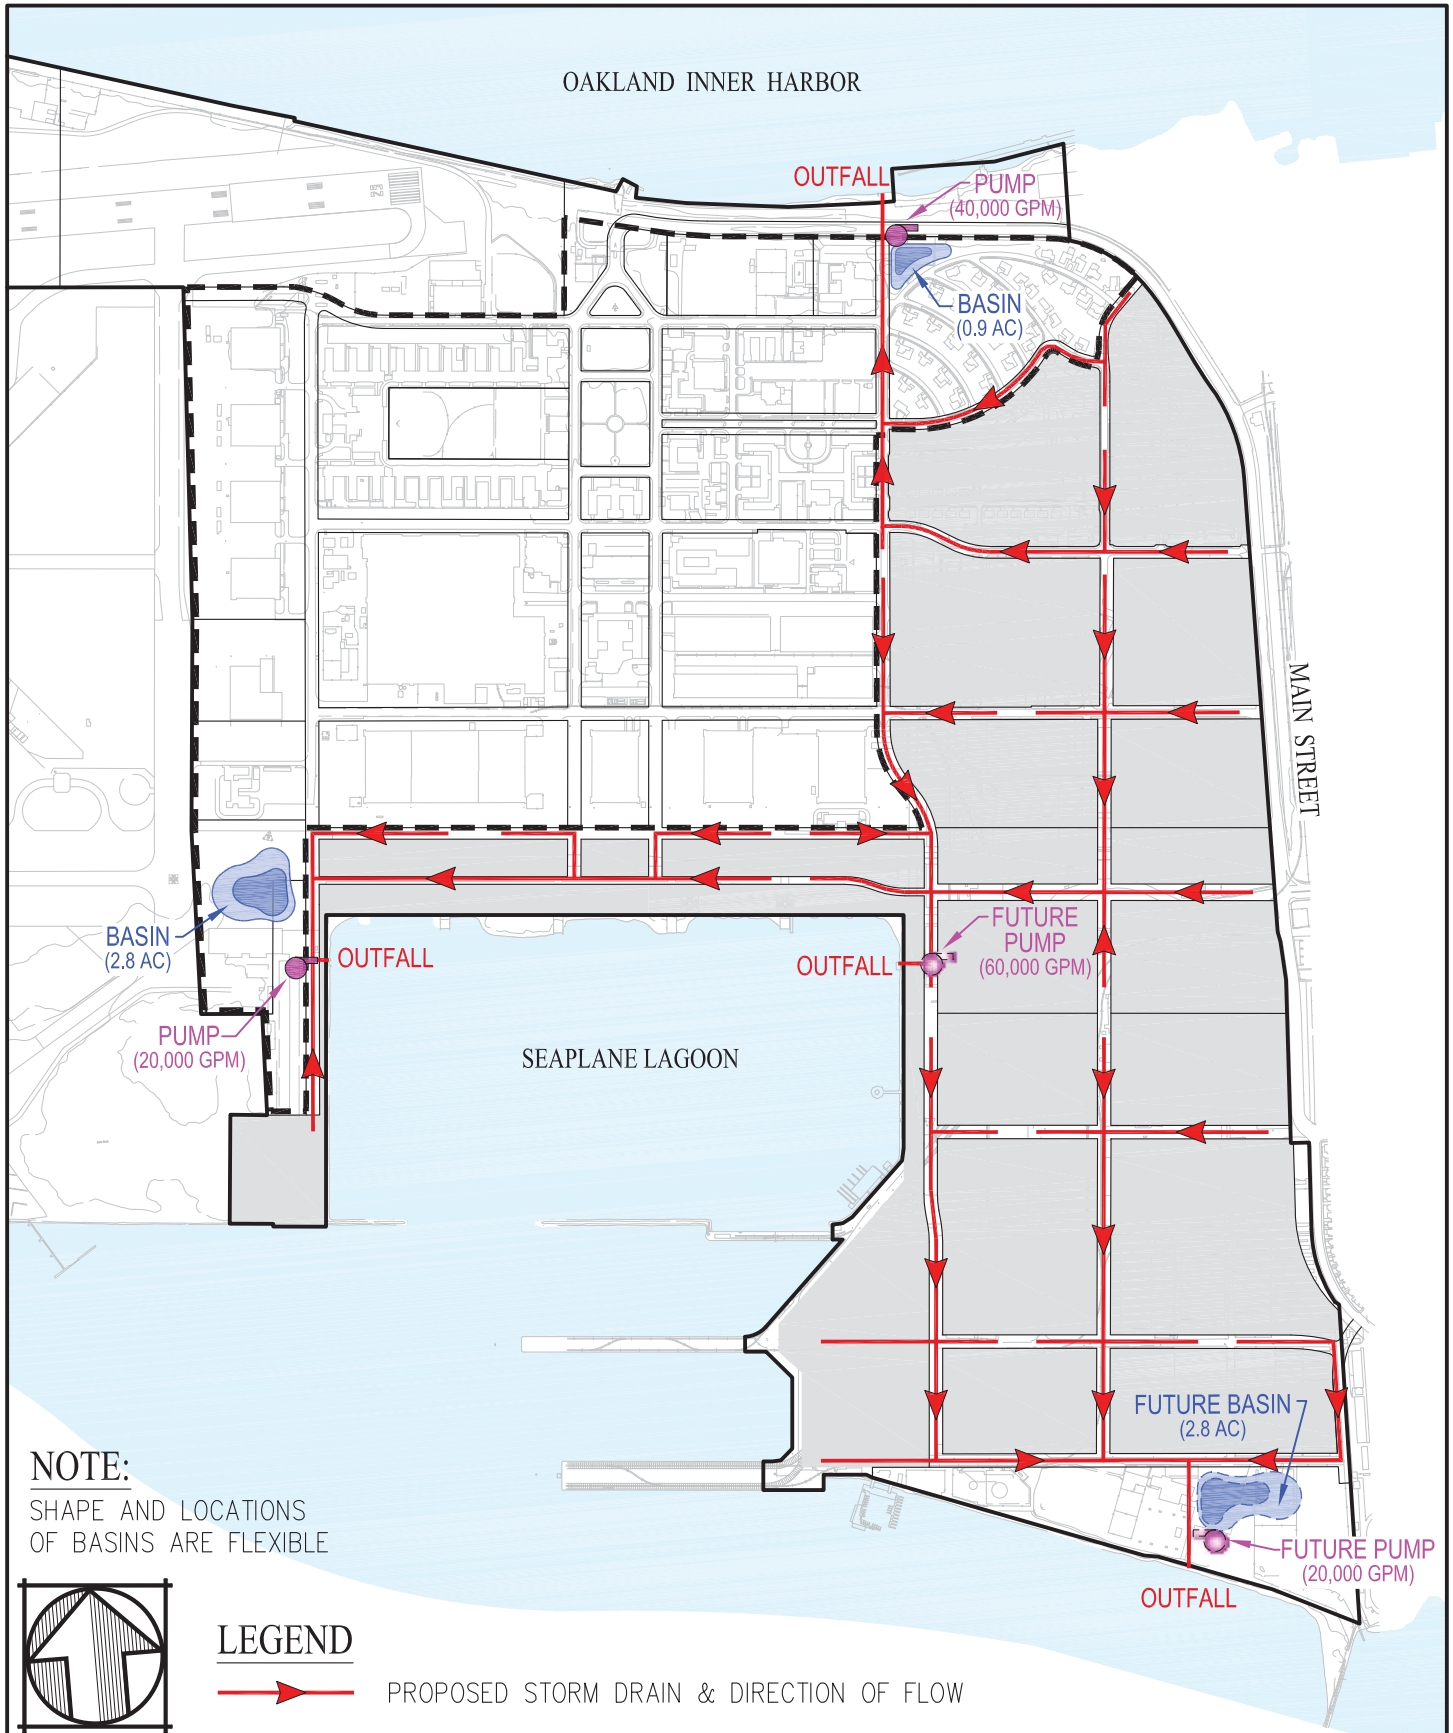 OAKLAND INNER HARBOR
OUTFALL
PUMP
(40,000 GPM)
BASIN
(0.9 AC)
MAIN STREET
BASIN
(2.8 AC)
OUTFALL
PUMP
(20,000 GPM)
OUTFALL
FUTURE
PUMP
(60,000 GPM)
SEAPLANE LAGOON
FUTURE BASIN
(2.8 AC)
FUTURE PUMP
(20,000 GPM)
OUTFALL
NOTE:
SHAPE AND LOCATIONS
OF BASINS ARE FLEXIBLE
LEGEND
PROPOSED STORM DRAIN & DIRECTION OF FLOW